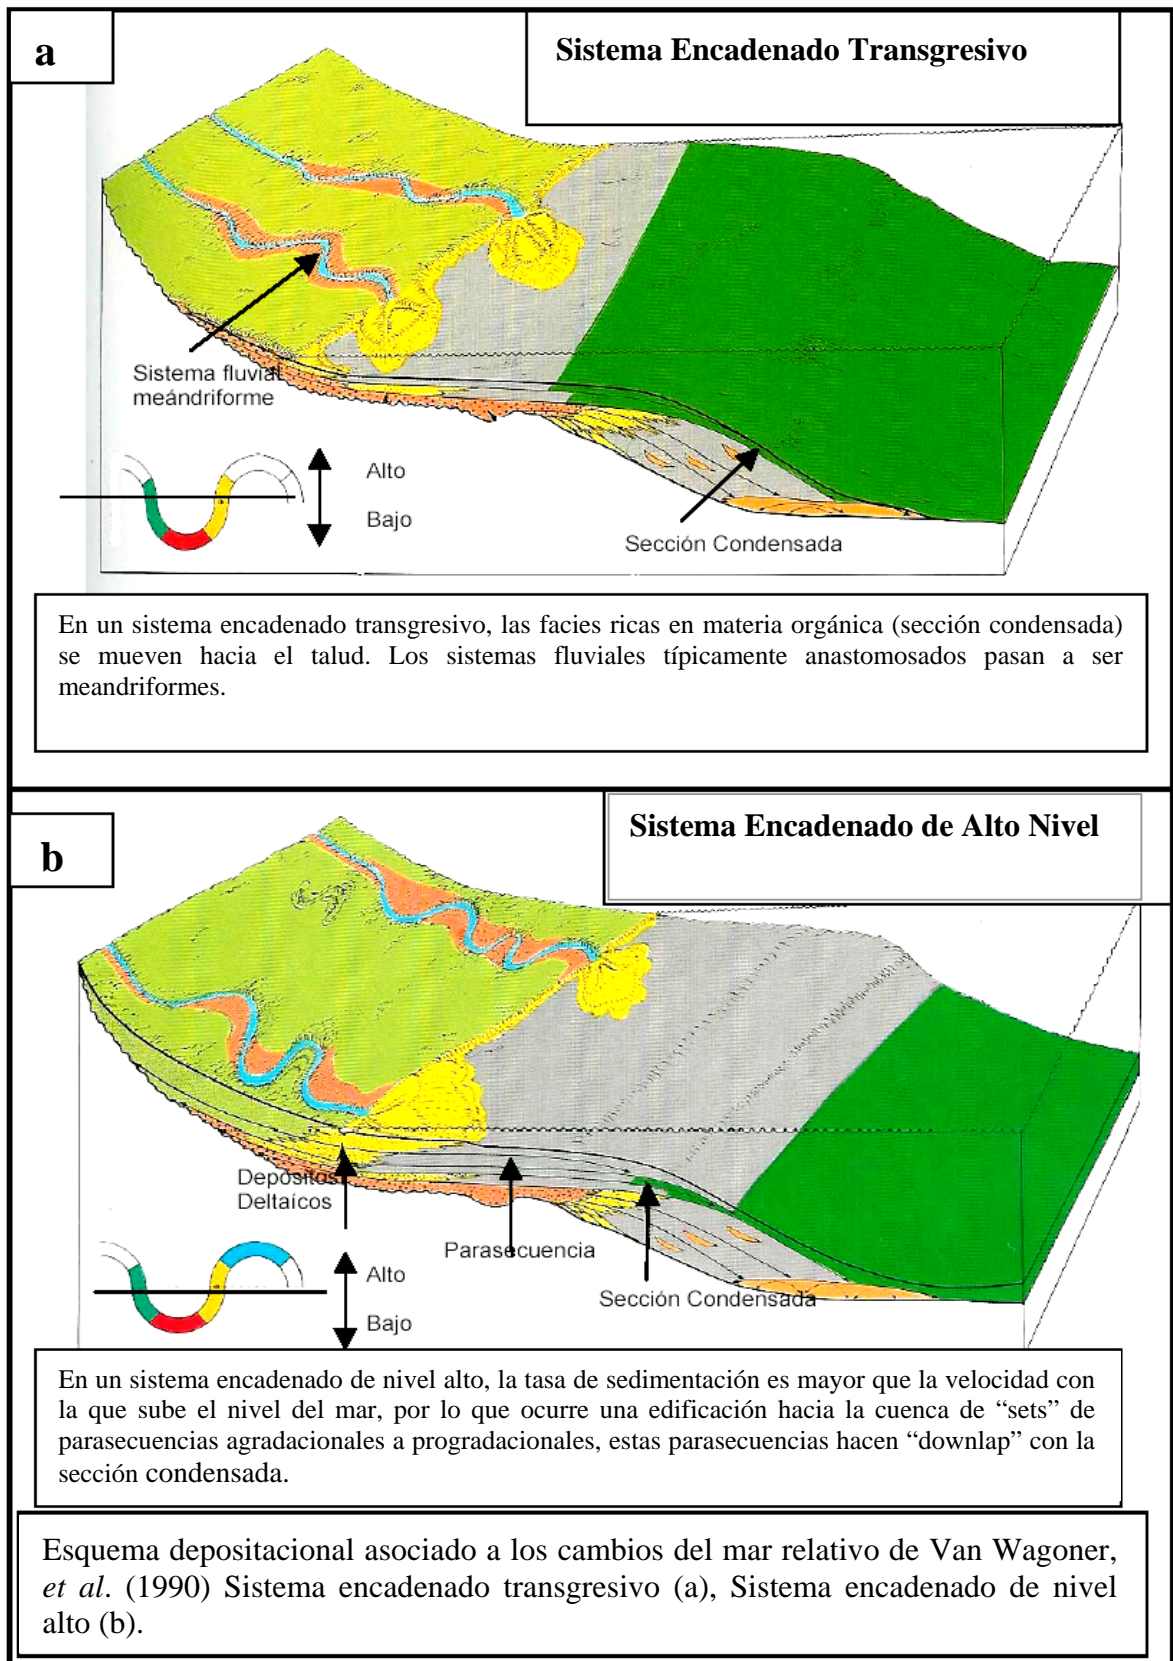 a
Sistema Encadenado Transgresivo
Sistema fluvial
meándriforme
Alto
Bajo
Sección Condensada
En un sistema encadenado transgresivo, las facies ricas en materia orgánica (sección condensada)
se mueven hacia el talud. Los sistemas fluviales típicamente anastomosados pasan a ser
meandriformes.
b
Sistema Encadenado de Alto Nivel
Depósitos
Deltaícos
Parasecuencia
Alto
Sección Condensada
Bajo
En un sistema encadenado de nivel alto, la tasa de sedimentación es mayor que la velocidad con
la que sube el nivel del mar, por lo que ocurre una edificación hacia la cuenca de “sets” de
parasecuencias agradacionales a progradacionales, estas parasecuencias hacen “downlap” con la
sección condensada.
Esquema depositacional asociado a los cambios del mar relativo de Van Wagoner,
et al. (1990) Sistema encadenado transgresivo (a), Sistema encadenado de nivel
alto (b).